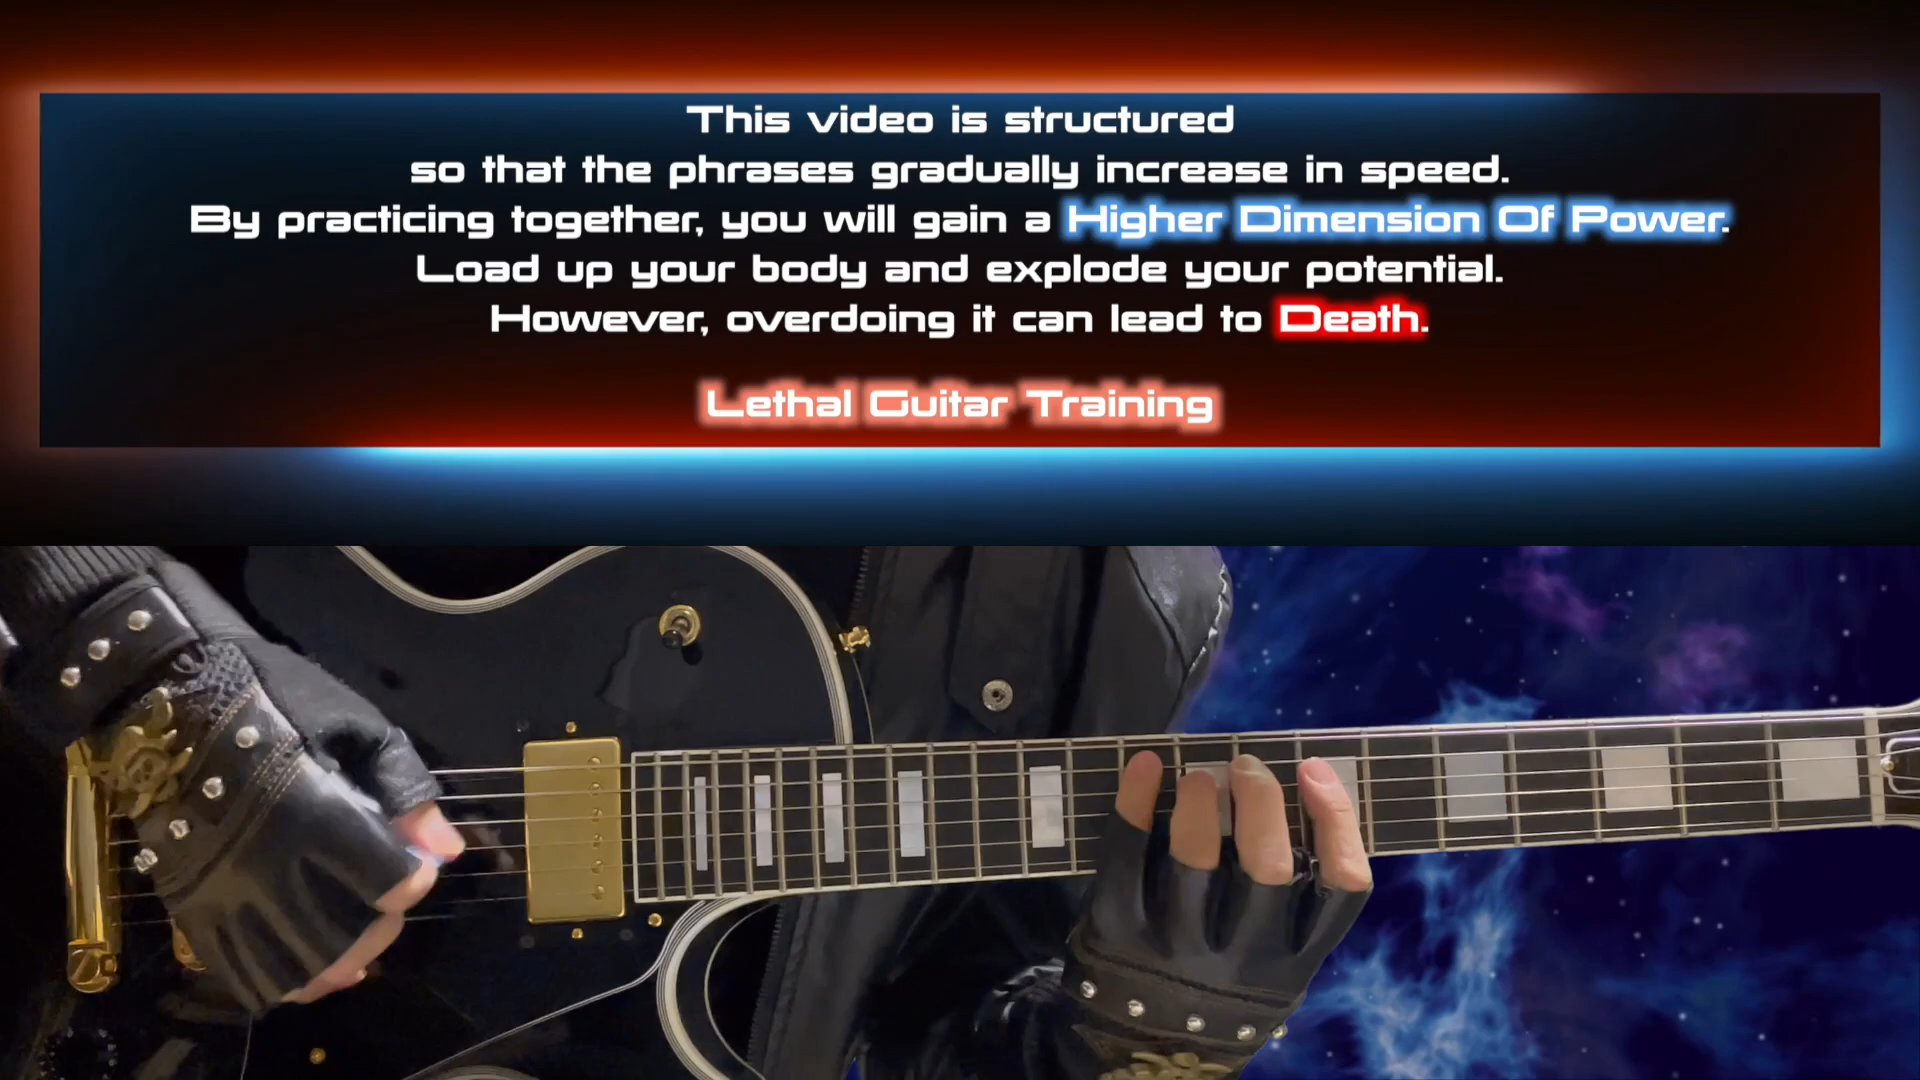 This video is structured
so that the phrases gradually increase in speed.
By practicing together, you will gain a Higher Dimension Of Power.
Load up your body and explode your potential.
However, overdoing it can lead to Death.
Lethal Guitar Training